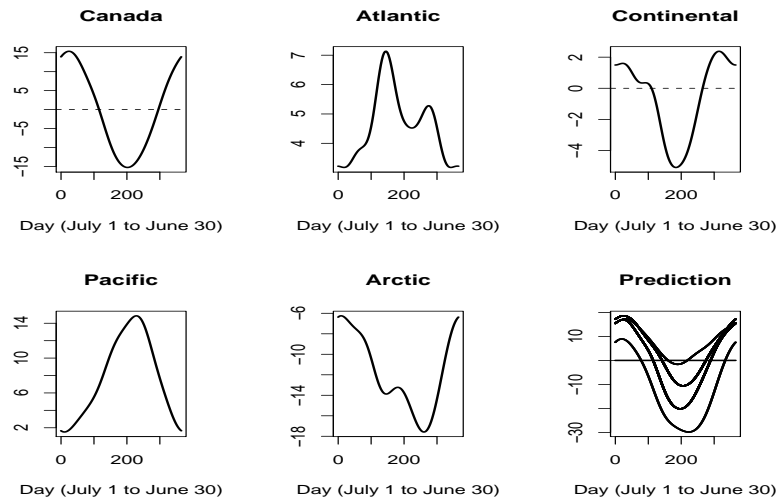 Canada
15
5
-5
-15
0
200
Day (July 1 to June 30)
Atlantic
7
6
5
4
0
200
Day (July 1 to June 30)
Continental
2
0
-2
-4
0
200
Day (July 1 to June 30)
Pacific
14
10
6
2
0
200
Day (July 1 to June 30)
Arctic
-6
-10
-14
-18
0
200
Day (July 1 to June 30)
Prediction
10
-10
-30
0
200
Day (July 1 to June 30)